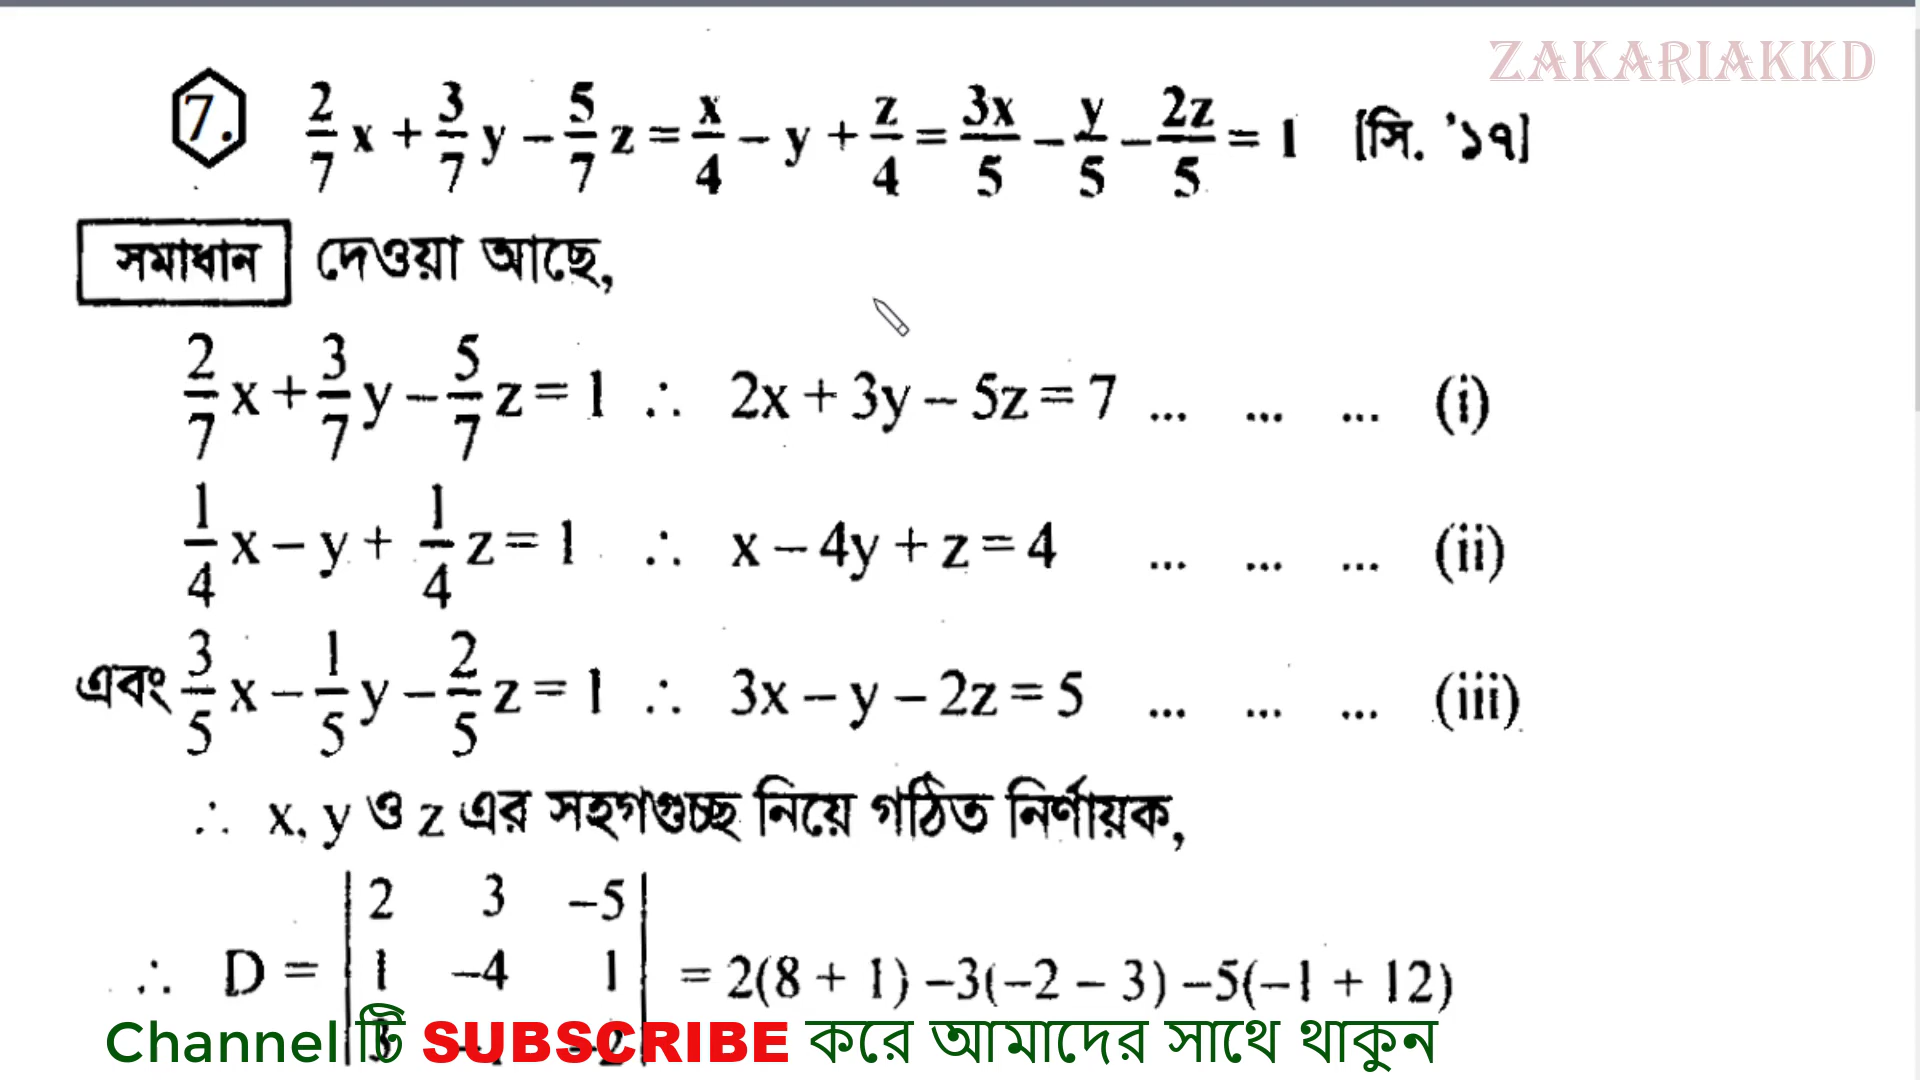 ZAKARIAKKD
7. 2/7 x + 3/7 y – 5/7 z = x/4 – y + z/4 = 3x/5 – y/5 – 2z/5 = 1 [সি. '১৭]
সমাধান দেওয়া আছে,
2/7 x + 3/7 y – 5/7 z = 1 ∴ 2x + 3y – 5z = 7 ... ... ... (i)
1/4 x – y + 1/4 z = 1 ∴ x – 4y + z = 4 ... ... ... (ii)
এবং 3/5 x – 1/5 y – 2/5 z = 1 ∴ 3x – y – 2z = 5 ... ... ... (iii)
∴ x, y ও z এর সহগগুচ্ছ নিয়ে গঠিত নির্ণায়ক,
2 3 –5
∴ D = 1 –4 1 = 2(8 + 1) –3(–2 – 3) –5(–1 + 12)
3 –2
Channel টি SUBSCRIBE করে আমাদের সাথে থাকুন